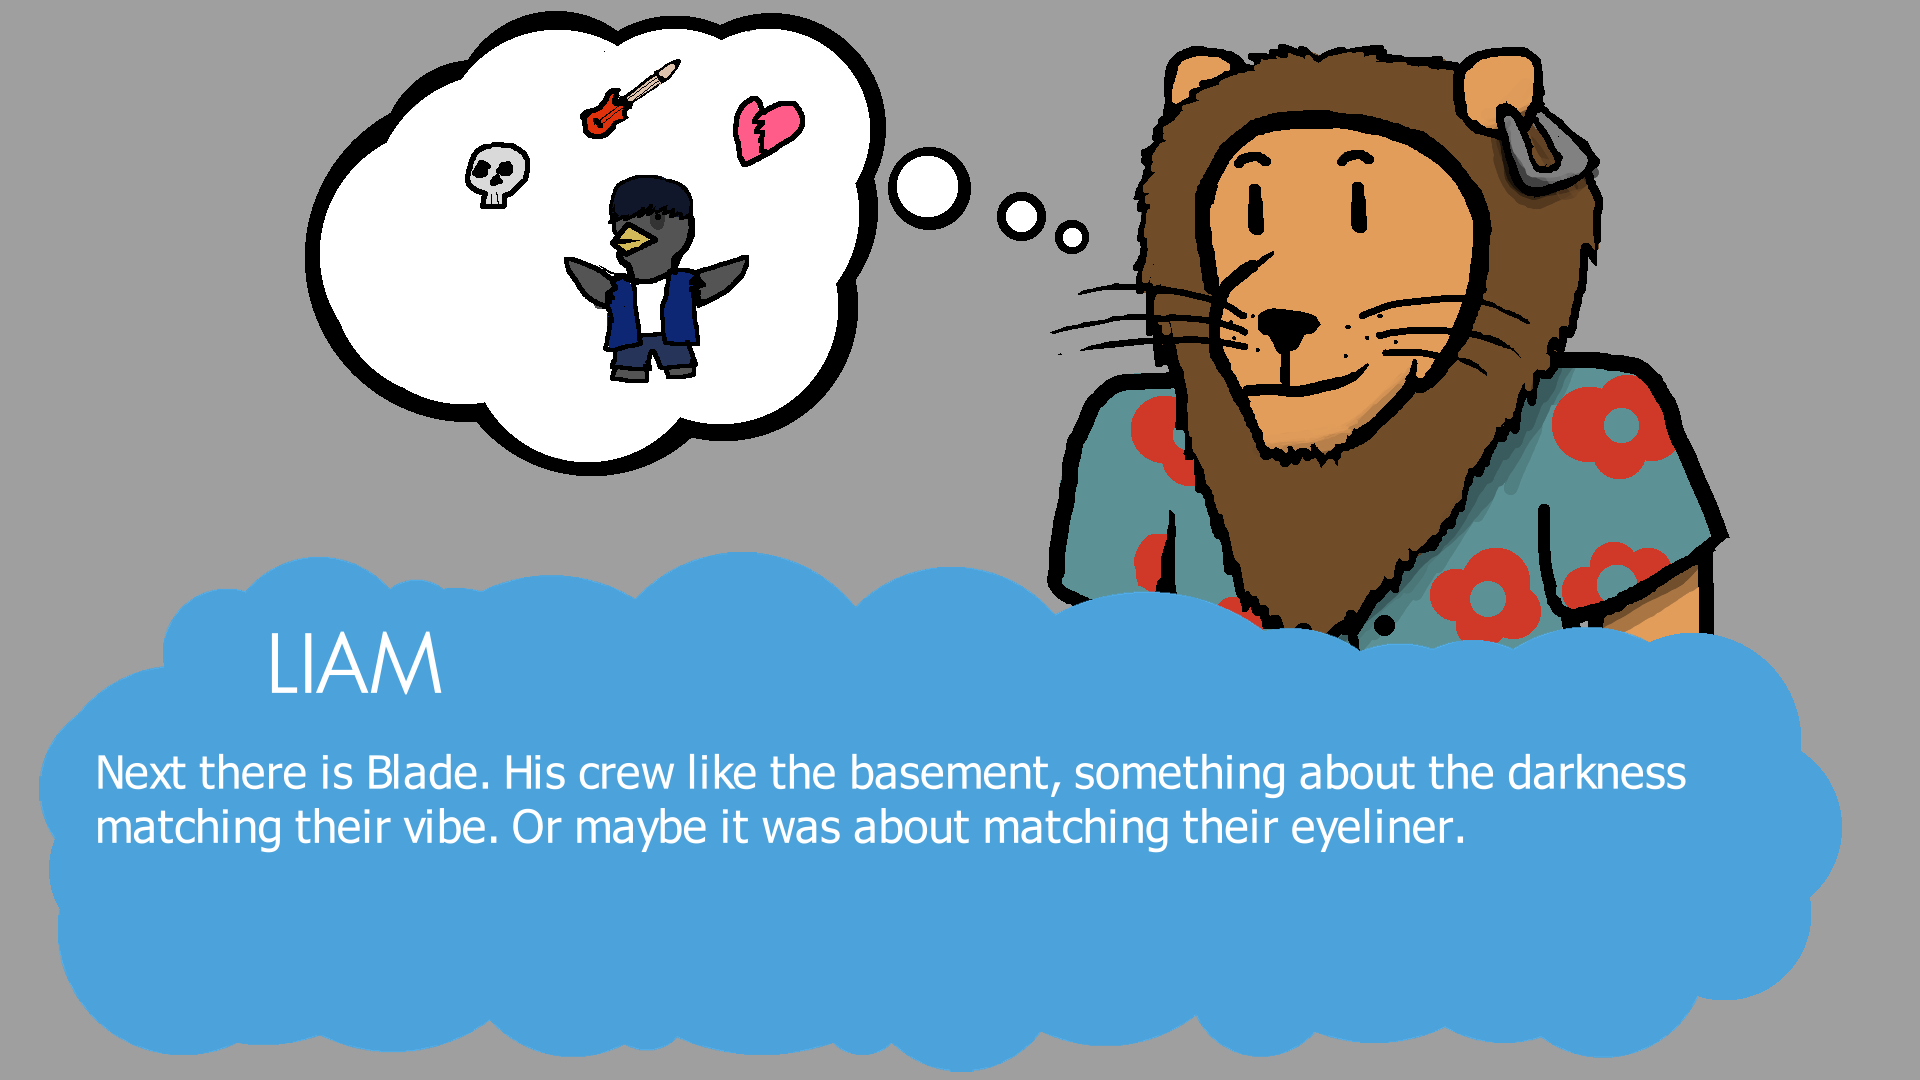 LIAM
Next there is Blade. His crew like the basement, something about the darkness
matching their vibe. Or maybe it was about matching their eyeliner.